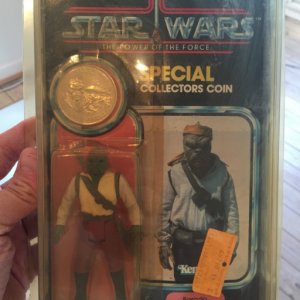 STAR WARS
THE POWER OF THE FORCE
SPECIAL
COLLECTORS COIN
Kenner